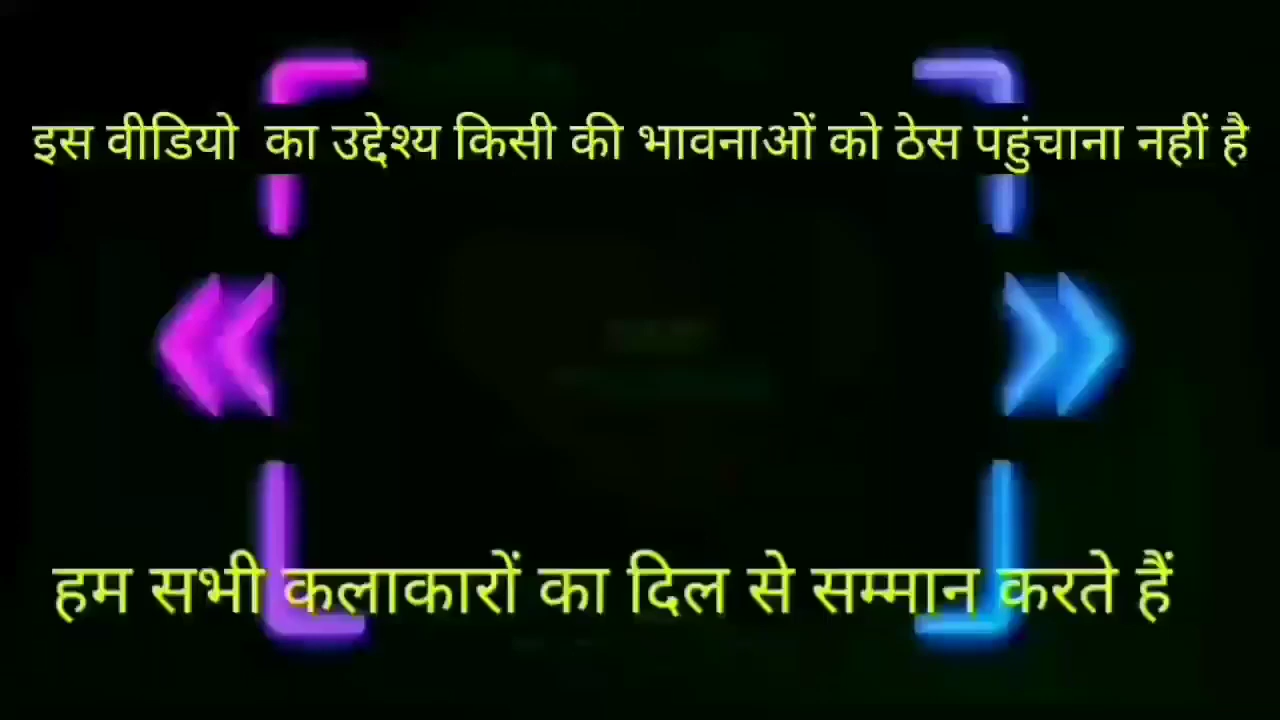 इस वीडियो का उद्देश्य किसी की भावनाओं को ठेस पहुंचाना नहीं है
हम सभी कलाकारों का दिल से सम्मान करते हैं